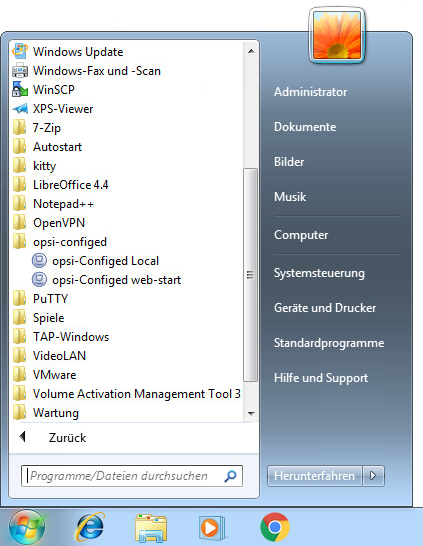 Windows Update
Windows-Fax und -Scan
WinSCP
XPS-Viewer
7-Zip
Autostart
kitty
LibreOffice 4.4
Notepad++
OpenVPN
opsi-configed
opsi-Configed Local
opsi-Configed web-start
PuTTY
Spiele
TAP-Windows
VideoLAN
VMware
Volume Activation Management Tool 3
Wartung
Zurück
Programme/Dateien durchsuchen
Administrator
Dokumente
Bilder
Musik
Computer
Systemsteuerung
Geräte und Drucker
Standardprogramme
Hilfe und Support
Herunterfahren